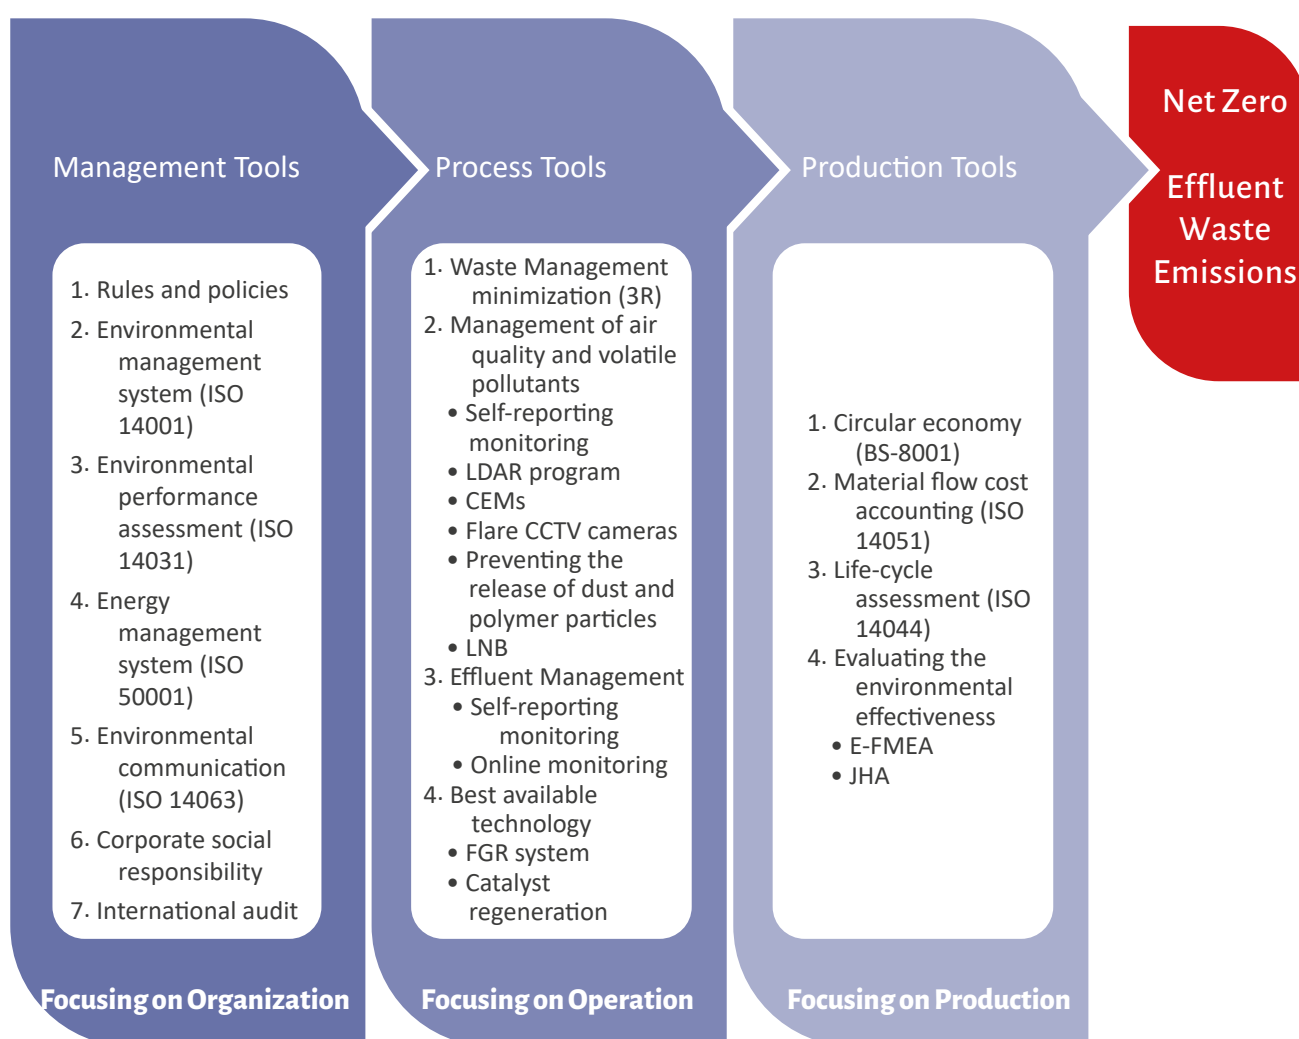 Management Tools
1. Rules and policies
2. Environmental
management
system (ISO
14001)
3. Environmental
performance
assessment (ISO
14031)
4. Energy
management
system (ISO
50001)
5. Environmental
communication
(ISO 14063)
6. Corporate social
responsibility
7. International audit
Focusing on Organization
Process Tools
1. Waste Management
minimization (3R)
2. Management of air
quality and volatile
pollutants
• Self-reporting
monitoring
• LDAR program
• CEMs
• Flare CCTV cameras
• Preventing the
release of dust and
polymer particles
• LNB
3. Effluent Management
• Self-reporting
monitoring
• Online monitoring
4. Best available
technology
• FGR system
• Catalyst
regeneration
Focusing on Operation
Production Tools
1. Circular economy
(BS-8001)
2. Material flow cost
accounting (ISO
14051)
3. Life-cycle
assessment (ISO
14044)
4. Evaluating the
environmental
effectiveness
• E-FMEA
• JHA
Focusing on Production
Net Zero
Effluent
Waste
Emissions